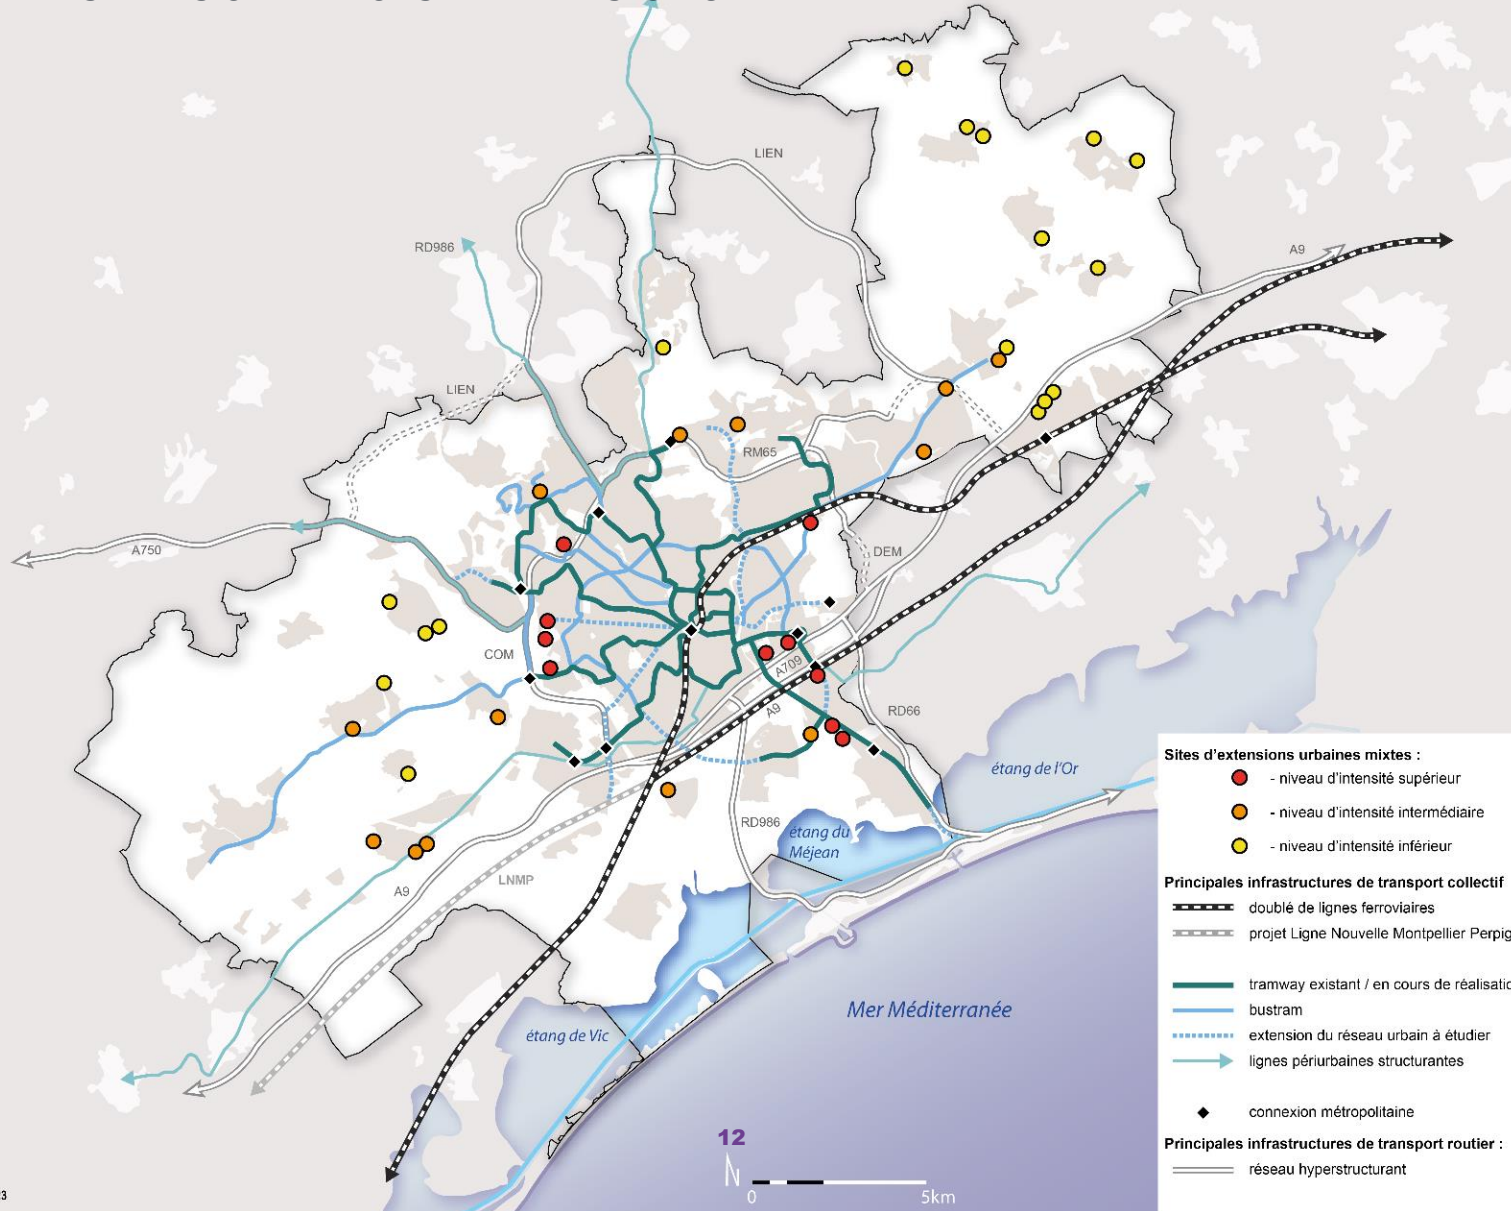 LIEN
RD986
A9
LIEN
RM65
A750
DEM
COM
A709
A9
RD66
étang de l'Or
RD986
étang du
Méjean
A9
LNMP
étang de Vic
Mer Méditerranée
12
N
0 5km
Sites d'extensions urbaines mixtes :
- niveau d'intensité supérieur
- niveau d'intensité intermédiaire
- niveau d'intensité inférieur
Principales infrastructures de transport collectif
doublé de lignes ferroviaires
projet Ligne Nouvelle Montpellier Perpig
tramway existant / en cours de réalisatio
bustram
extension du réseau urbain à étudier
lignes périurbaines structurantes
connexion métropolitaine
Principales infrastructures de transport routier :
réseau hyperstructurant